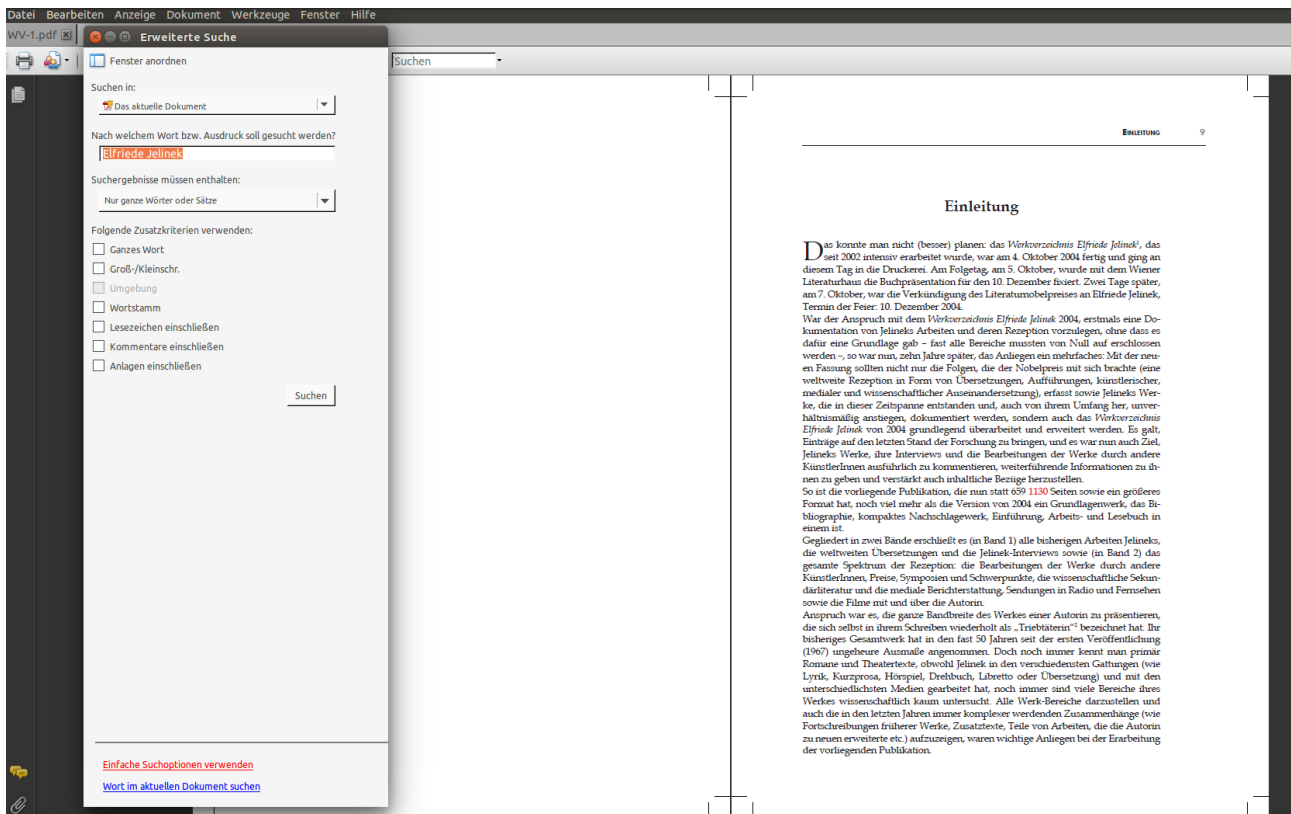 Datei Bearbeiten Anzeige Dokument Werkzeuge Fenster Hilfe
WV-1.pdf
Erweiterte Suche
Fenster anordnen
Suchen
Suchen in:
Das aktuelle Dokument
Nach welchem Wort bzw. Ausdruck soll gesucht werden?
Elfriede Jelinek
Suchergebnisse müssen enthalten:
Nur ganze Wörter oder Sätze
Folgende Zusatzkriterien verwenden:
Ganzes Wort
Groß-/Kleinschr.
Umgebung
Wortstamm
Lesezeichen einschließen
Kommentare einschließen
Anlagen einschließen
Suchen
Einfache Suchoptionen verwenden
Wort im aktuellen Dokument suchen
EINLEITUNG 9
Einleitung
Das konnte man nicht (besser) planen: das Werkverzeichnis Elfriede Jelinek¹, das
seit 2002 intensiv erarbeitet wurde, war am 4. Oktober 2004 fertig und ging an
diesem Tag in die Druckerei. Am Folgetag, am 5. Oktober, wurde mit dem Wiener
Literaturhaus die Buchpräsentation für den 10. Dezember fixiert. Zwei Tage später,
am 7. Oktober, war die Verkündigung des Literaturnobelpreises an Elfriede Jelinek,
Termin der Feier: 10. Dezember 2004.
War der Anspruch mit dem Werkverzeichnis Elfriede Jelinek 2004, erstmals eine Do-
kumentation von Jelineks Arbeiten und deren Rezeption vorzulegen, ohne dass es
dafür eine Grundlage gab – fast alle Bereiche mussten von Null auf erschlossen
werden –, so war nun, zehn Jahre später, das Anliegen ein mehrfaches: Mit der neu-
en Fassung sollten nicht nur die Folgen, die der Nobelpreis mit sich brachte (eine
weltweite Rezeption in Form von Übersetzungen, Aufführungen, künstlerischer,
medialer und wissenschaftlicher Auseinandersetzung), erfasst sowie Jelineks Wer-
ke, die in dieser Zeitspanne entstanden und, auch von ihrem Umfang her, unver-
hältnismäßig anstiegen, dokumentiert werden, sondern auch das Werkverzeichnis
Elfriede Jelinek von 2004 grundlegend überarbeitet und erweitert werden. Es galt,
Einträge auf den letzten Stand der Forschung zu bringen, und es war nun auch Ziel,
Jelineks Werke, ihre Interviews und die Bearbeitungen der Werke durch andere
KünstlerInnen ausführlich zu kommentieren, weiterführende Informationen zu ih-
nen zu geben und verstärkt auch inhaltliche Bezüge herzustellen.
So ist die vorliegende Publikation, die nun statt 659 1130 Seiten sowie ein größeres
Format hat, noch viel mehr als die Version von 2004 ein Grundlagenwerk, das Bi-
bliographie, kompaktes Nachschlagewerk, Einführung, Arbeits- und Lesebuch in
einem ist.
Gegliedert in zwei Bände erschließt es (in Band 1) alle bisherigen Arbeiten Jelineks,
die weltweiten Übersetzungen und die Jelinek-Interviews sowie (in Band 2) das
gesamte Spektrum der Rezeption: die Bearbeitungen der Werke durch andere
KünstlerInnen, Preise, Symposien und Schwerpunkte, die wissenschaftliche Sekun-
därliteratur und die mediale Berichterstattung, Sendungen in Radio und Fernsehen
sowie die Filme mit und über die Autorin.
Anspruch war es, die ganze Bandbreite des Werkes einer Autorin zu präsentieren,
die sich selbst in ihrem Schreiben wiederholt als „Triebtäterin“² bezeichnet hat. Ihr
bisheriges Gesamtwerk hat in den fast 50 Jahren seit der ersten Veröffentlichung
(1967) ungeheure Ausmaße angenommen. Doch noch immer kennt man primär
Romane und Theatertexte, obwohl Jelinek in den verschiedensten Gattungen (wie
Lyrik, Kurzprosa, Hörspiel, Drehbuch, Libretto oder Übersetzung) und mit den
unterschiedlichsten Medien gearbeitet hat, noch immer sind viele Bereiche ihres
Werkes wissenschaftlich kaum untersucht. Alle Werk-Bereiche darzustellen und
auch die in den letzten Jahren immer komplexer werdenden Zusammenhänge (wie
Fortschreibungen früherer Werke, Zusatztexte, Teile von Arbeiten, die die Autorin
zu neuen erweiterte etc.) aufzuzeigen, waren wichtige Anliegen bei der Erarbeitung
der vorliegenden Publikation.